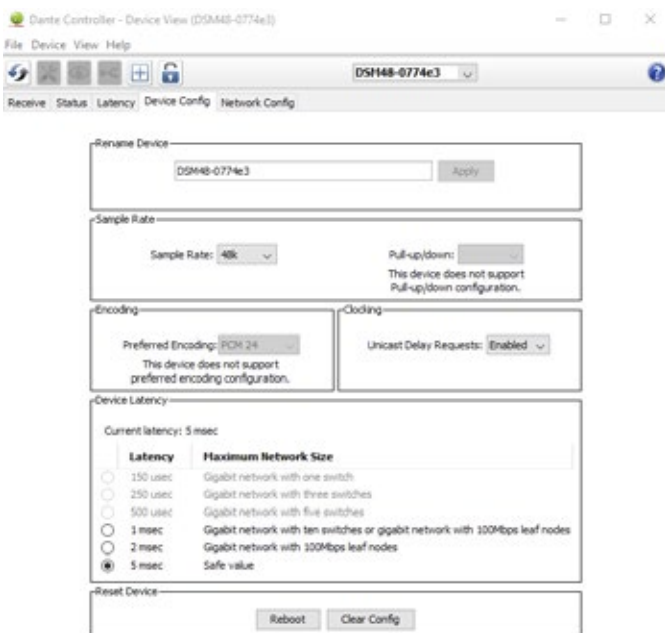 Dante Controller - Device View (DSM48-0774e3)
File Device View Help
DSM48-0774e3
Receive Status Latency Device Config Network Config
Rename Device
DSM48-0774e3 Apply
Sample Rate
Sample Rate: 48k Pull-up/down:
This device does not support
Pull-up/down configuration.
Encoding
Preferred Encoding: PCM 24
This device does not support
preferred encoding configuration.
Clocking
Unicast Delay Requests: Enabled
Device Latency
Current latency: 5 msec
Latency Maximum Network Size
150 usec Gigabit network with one switch
250 usec Gigabit network with three switches
500 usec Gigabit network with five switches
1 msec Gigabit network with ten switches or gigabit network with 100Mbps leaf nodes
2 msec Gigabit network with 100Mbps leaf nodes
5 msec Safe value
Reset Device
Reboot Clear Config